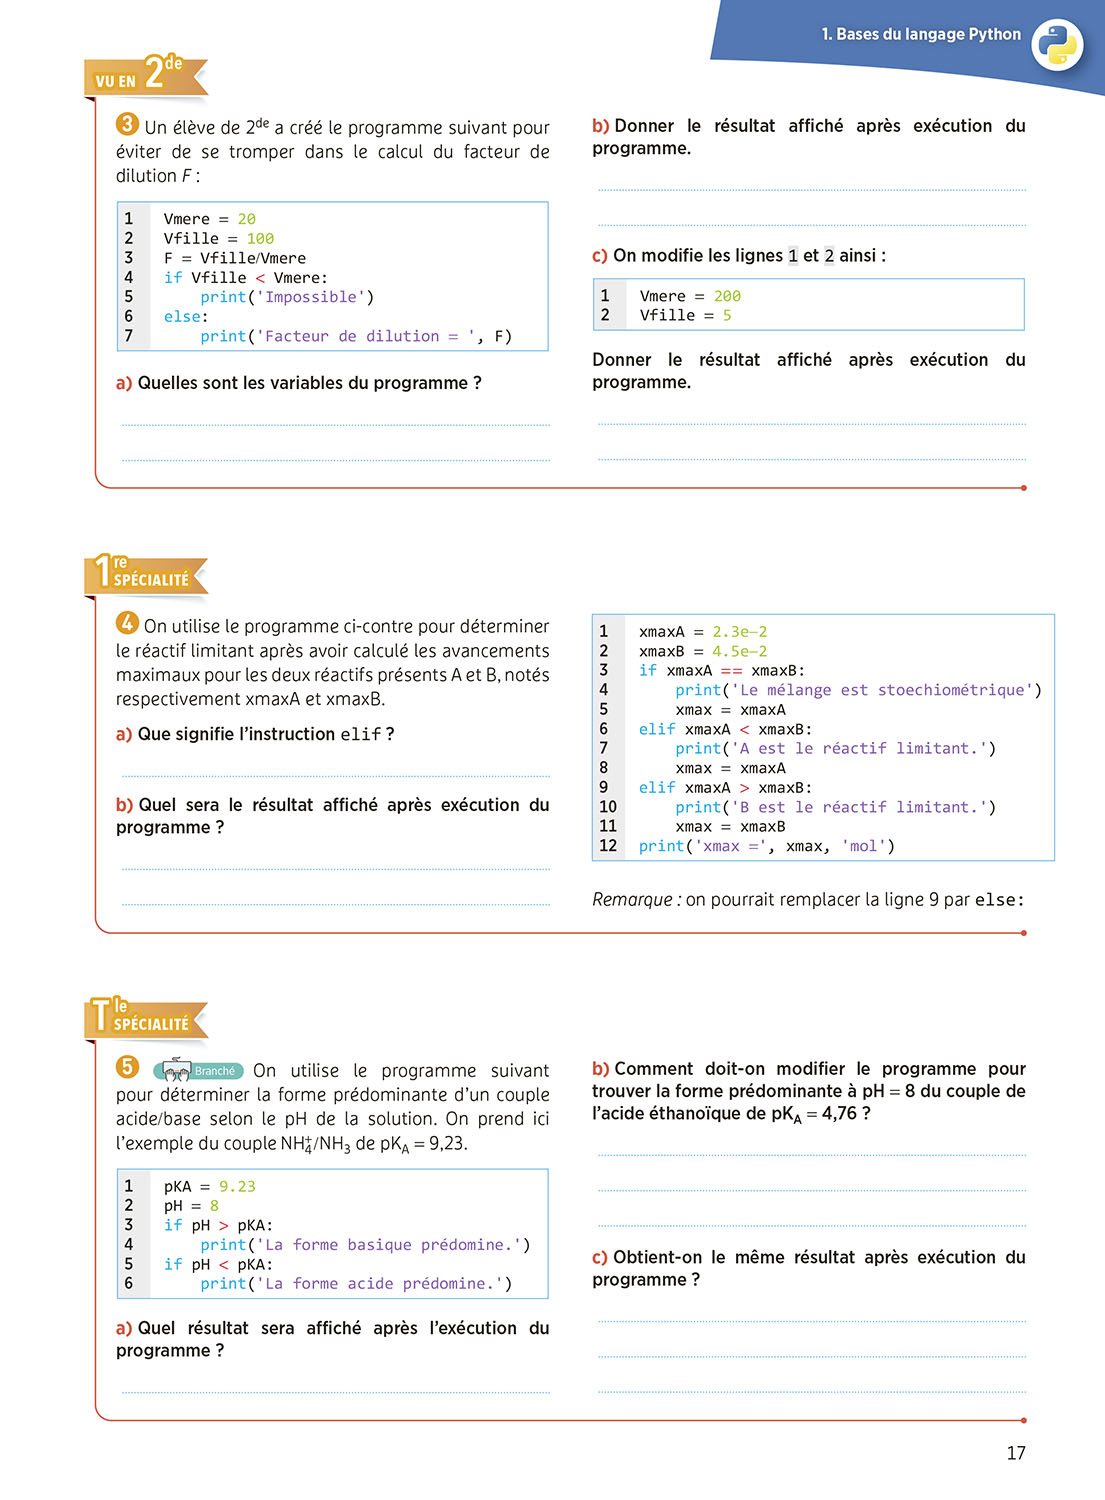 1. Bases du langage Python
VU EN 2de
3 Un élève de 2de a créé le programme suivant pour
éviter de se tromper dans le calcul du facteur de
dilution F :
1 Vmere = 20
2 Vfille = 100
3 F = Vfille/Vmere
4 if Vfille < Vmere:
5 print('Impossible')
6 else:
7 print('Facteur de dilution = ', F)
a) Quelles sont les variables du programme ?
b) Donner le résultat affiché après exécution du
programme.
c) On modifie les lignes 1 et 2 ainsi :
1 Vmere = 200
2 Vfille = 5
Donner le résultat affiché après exécution du
programme.
1re SPÉCIALITÉ
4 On utilise le programme ci-contre pour déterminer
le réactif limitant après avoir calculé les avancements
maximaux pour les deux réactifs présents A et B, notés
respectivement xmaxA et xmaxB.
a) Que signifie l'instruction elif ?
b) Quel sera le résultat affiché après exécution du
programme ?
1 xmaxA = 2.3e–2
2 xmaxB = 4.5e–2
3 if xmaxA == xmaxB:
4 print('Le mélange est stoechiométrique')
5 xmax = xmaxA
6 elif xmaxA < xmaxB:
7 print('A est le réactif limitant.')
8 xmax = xmaxA
9 elif xmaxA > xmaxB:
10 print('B est le réactif limitant.')
11 xmax = xmaxB
12 print('xmax =', xmax, 'mol')
Remarque : on pourrait remplacer la ligne 9 par else:
Tle SPÉCIALITÉ
5 Branché On utilise le programme suivant
pour déterminer la forme prédominante d'un couple
acide/base selon le pH de la solution. On prend ici
l'exemple du couple NH₄⁺/NH₃ de pKA = 9,23.
1 pKA = 9.23
2 pH = 8
3 if pH > pKA:
4 print('La forme basique prédomine.')
5 if pH < pKA:
6 print('La forme acide prédomine.')
a) Quel résultat sera affiché après l'exécution du
programme ?
b) Comment doit-on modifier le programme pour
trouver la forme prédominante à pH = 8 du couple de
l'acide éthanoïque de pKA = 4,76 ?
c) Obtient-on le même résultat après exécution du
programme ?
17